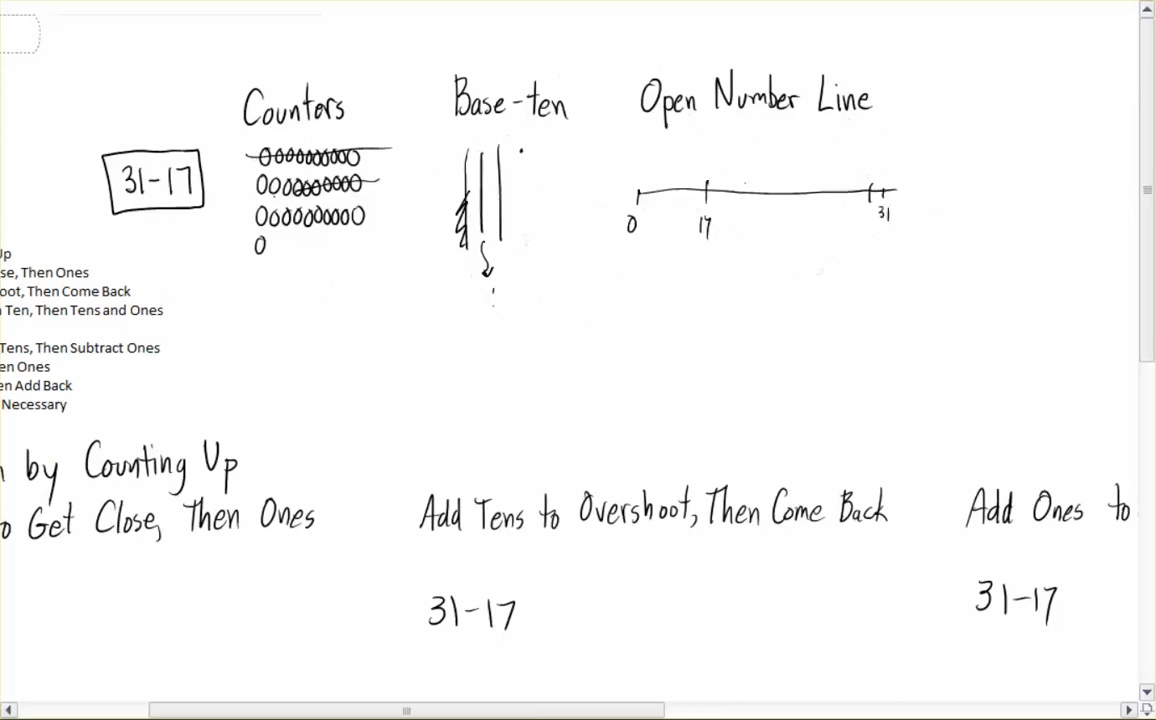 Counters Base-ten Open Number Line
31-17
0 17 31
Up
se, Then Ones
oot, Then Come Back
Ten, Then Tens and Ones
Tens, Then Subtract Ones
en Ones
en Add Back
Necessary
n by Counting Up
o Get Close, Then Ones Add Tens to Overshoot, Then Come Back Add Ones to
31-17 31-17